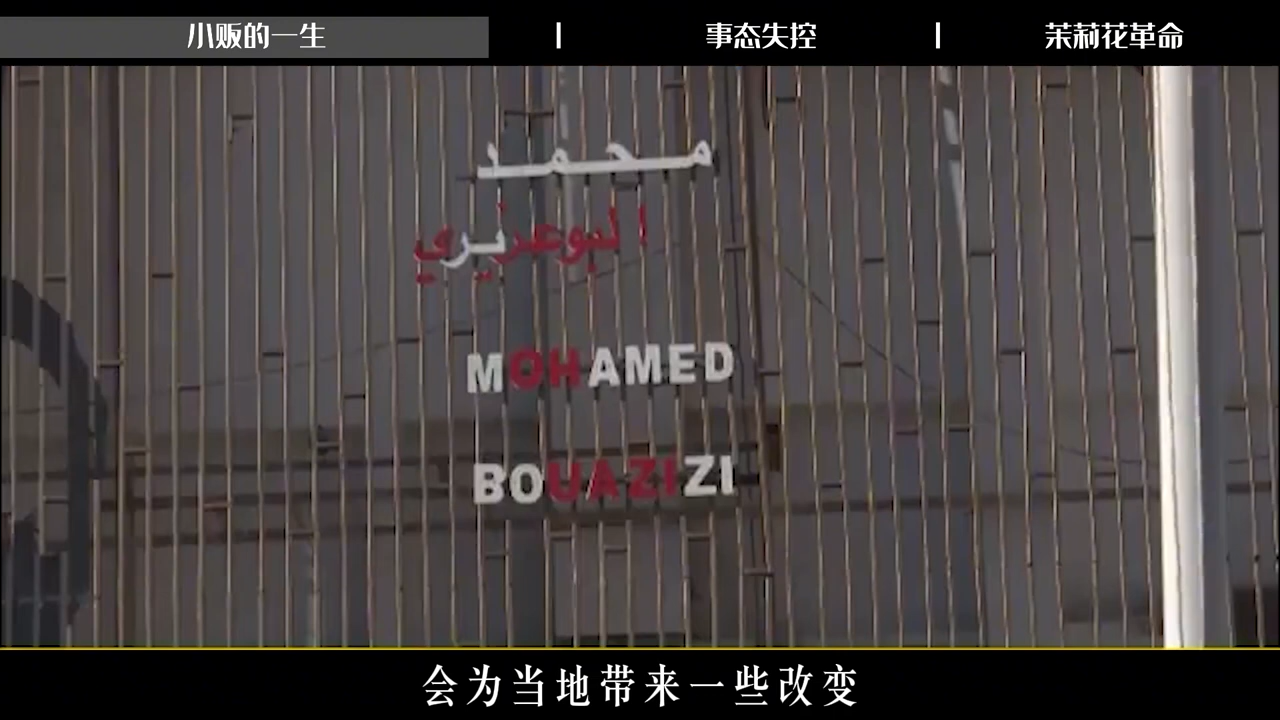 小贩的一生 | 事态失控 | 茉莉花革命
محمد
البوعزيزي
MOHAMED
BOUAZIZI
会为当地带来一些改变